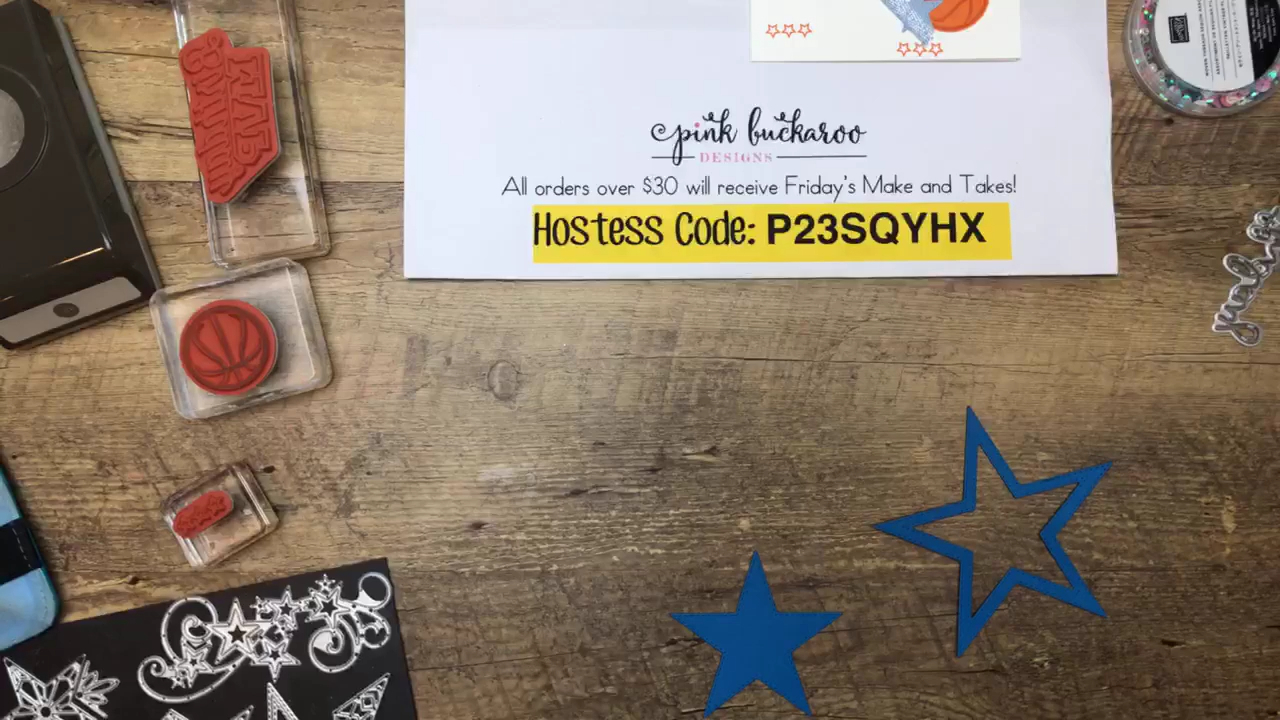 pink buckaroo
DESIGNS
All orders over $30 will receive Friday's Make and Takes!
Hostess Code: P23SQYHX